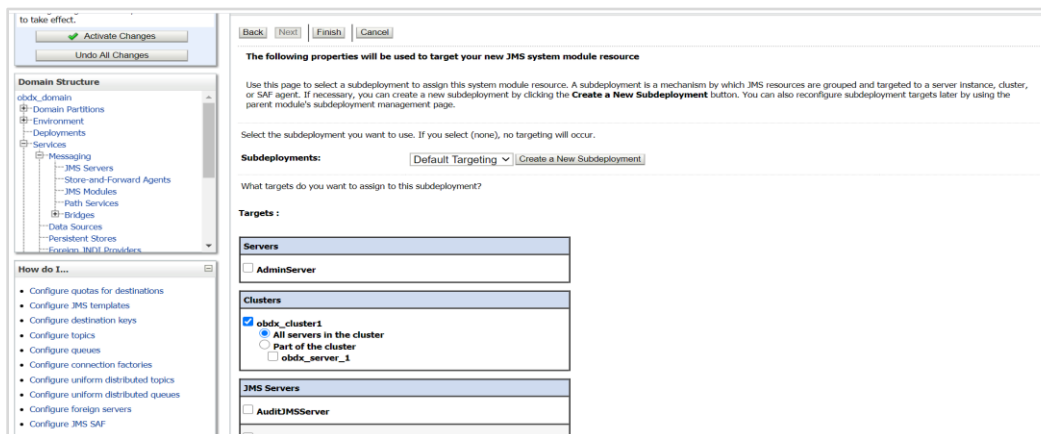 to take effect.
Activate Changes
Undo All Changes
Domain Structure
obdx_domain
Domain Partitions
Environment
Deployments
Services
Messaging
JMS Servers
Store-and-Forward Agents
JMS Modules
Path Services
Bridges
Data Sources
Persistent Stores
Foreign JNDI Providers
How do I...
Configure quotas for destinations
Configure JMS templates
Configure destination keys
Configure topics
Configure queues
Configure connection factories
Configure uniform distributed topics
Configure uniform distributed queues
Configure foreign servers
Configure JMS SAF
Back Next Finish Cancel
The following properties will be used to target your new JMS system module resource
Use this page to select a subdeployment to assign this system module resource. A subdeployment is a mechanism by which JMS resources are grouped and targeted to a server instance, cluster,
or SAF agent. If necessary, you can create a new subdeployment by clicking the Create a New Subdeployment button. You can also reconfigure subdeployment targets later by using the
parent module's subdeployment management page.
Select the subdeployment you want to use. If you select (none), no targeting will occur.
Subdeployments: Default Targeting Create a New Subdeployment
What targets do you want to assign to this subdeployment?
Targets :
Servers
AdminServer
Clusters
obdx_cluster1
All servers in the cluster
Part of the cluster
obdx_server_1
JMS Servers
AuditJMSServer